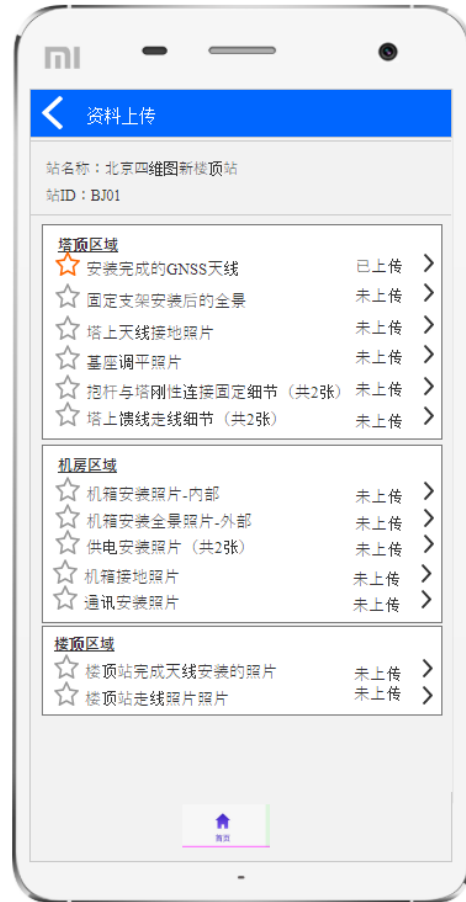 mi
资料上传
站名称：北京四维图新楼顶站
站ID：BJ01
塔顶区域
安装完成的GNSS天线 已上传
固定支架安装后的全景 未上传
塔上天线接地照片 未上传
基座调平照片 未上传
抱杆与塔刚性连接固定细节（共2张） 未上传
塔上馈线走线细节（共2张） 未上传
机房区域
机箱安装照片-内部 未上传
机箱安装全景照片-外部 未上传
供电安装照片（共2张） 未上传
机箱接地照片 未上传
通讯安装照片 未上传
楼顶区域
楼顶站完成天线安装的照片 未上传
楼顶站走线照片照片 未上传
首页